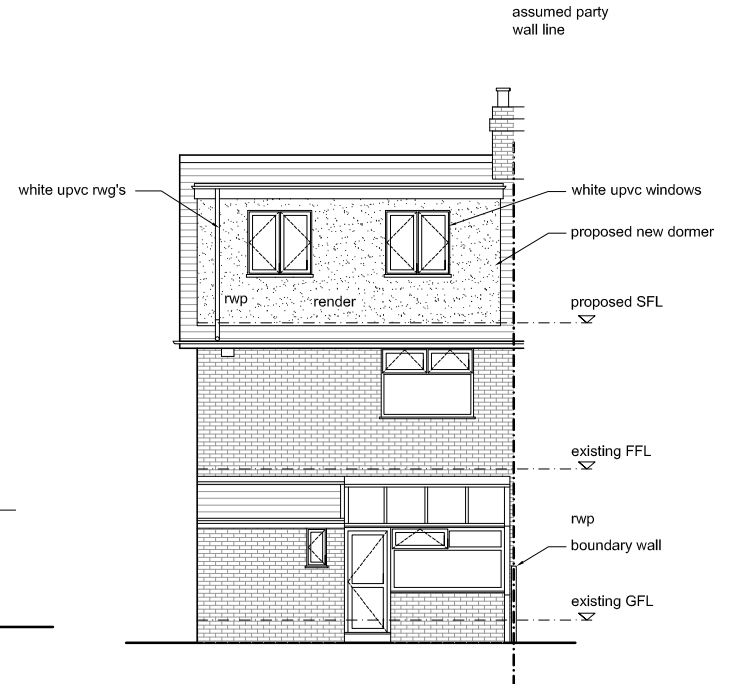 assumed party
wall line
white upvc rwg's
white upvc windows
proposed new dormer
rwp
render
proposed SFL
existing FFL
rwp
boundary wall
existing GFL